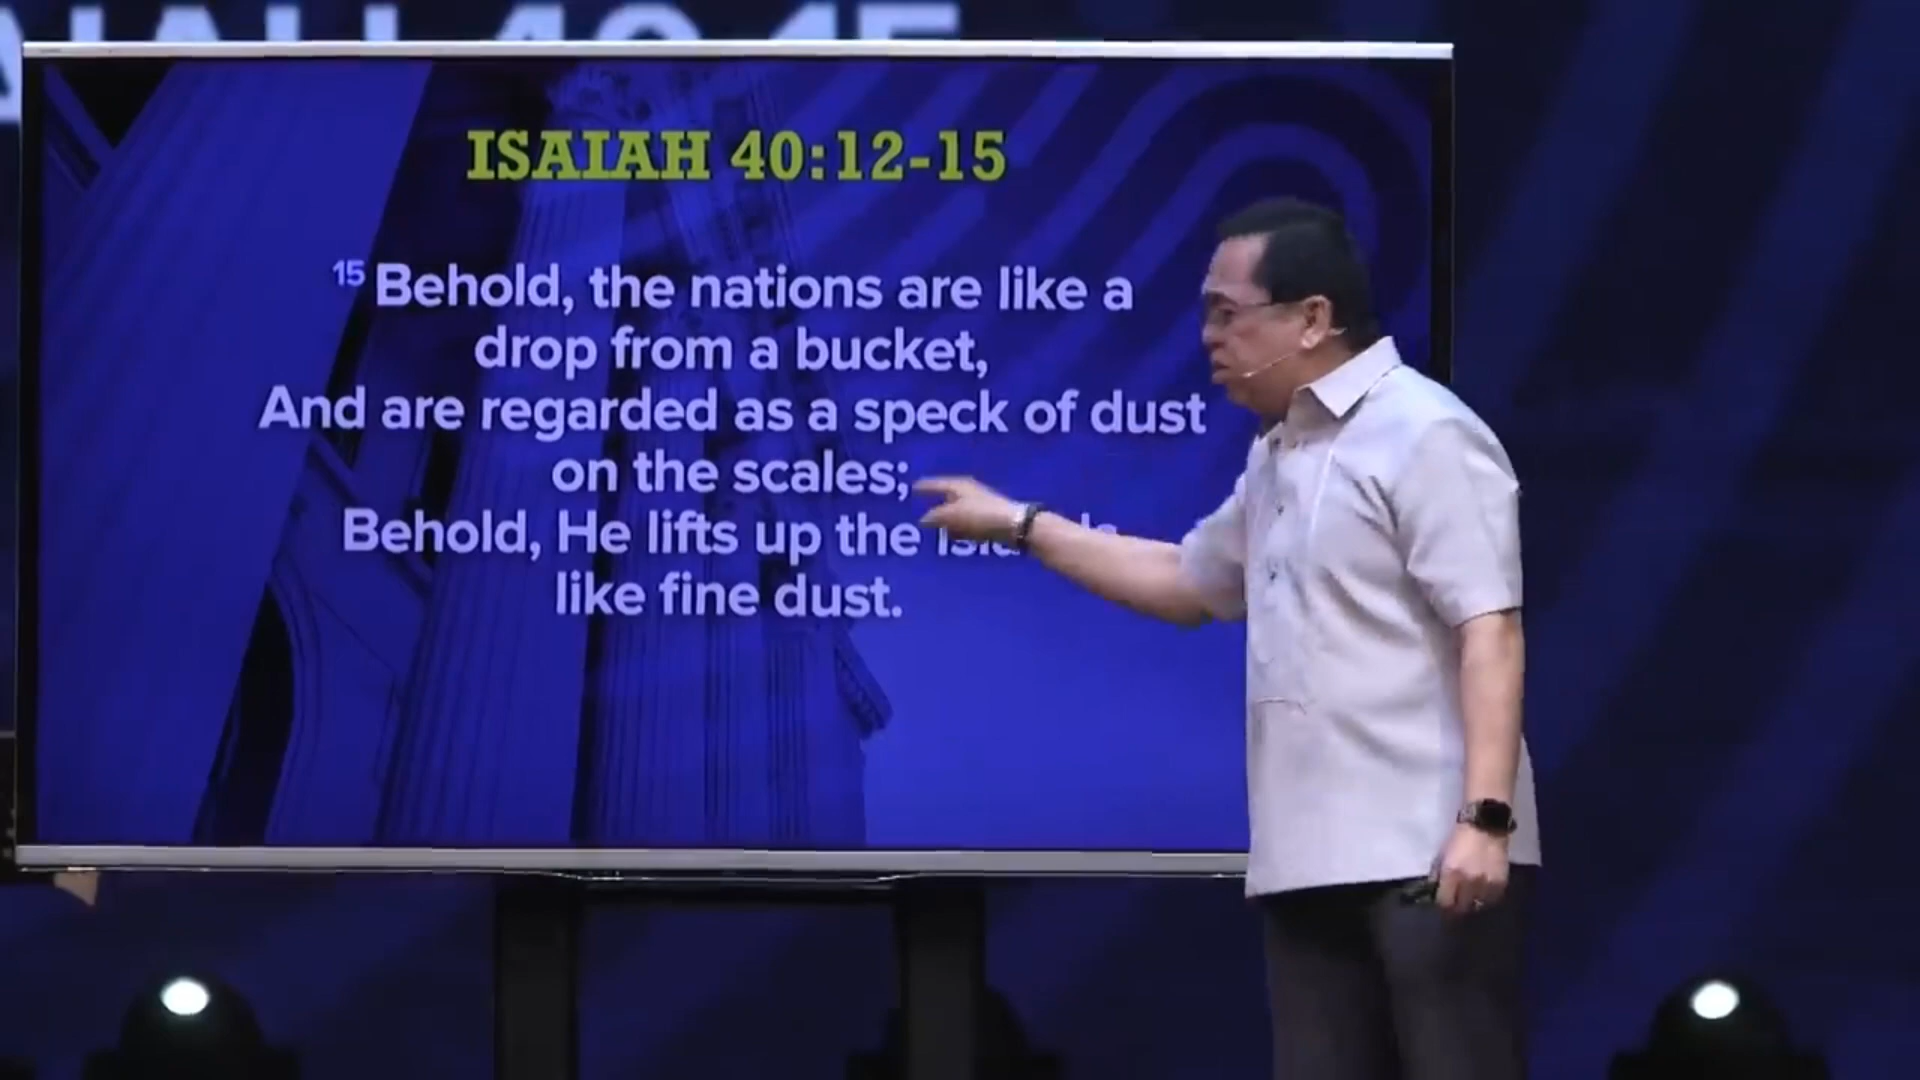 ISAIAH 40:12-15
15 Behold, the nations are like a
drop from a bucket,
And are regarded as a speck of dust
on the scales;
Behold, He lifts up the
like fine dust.